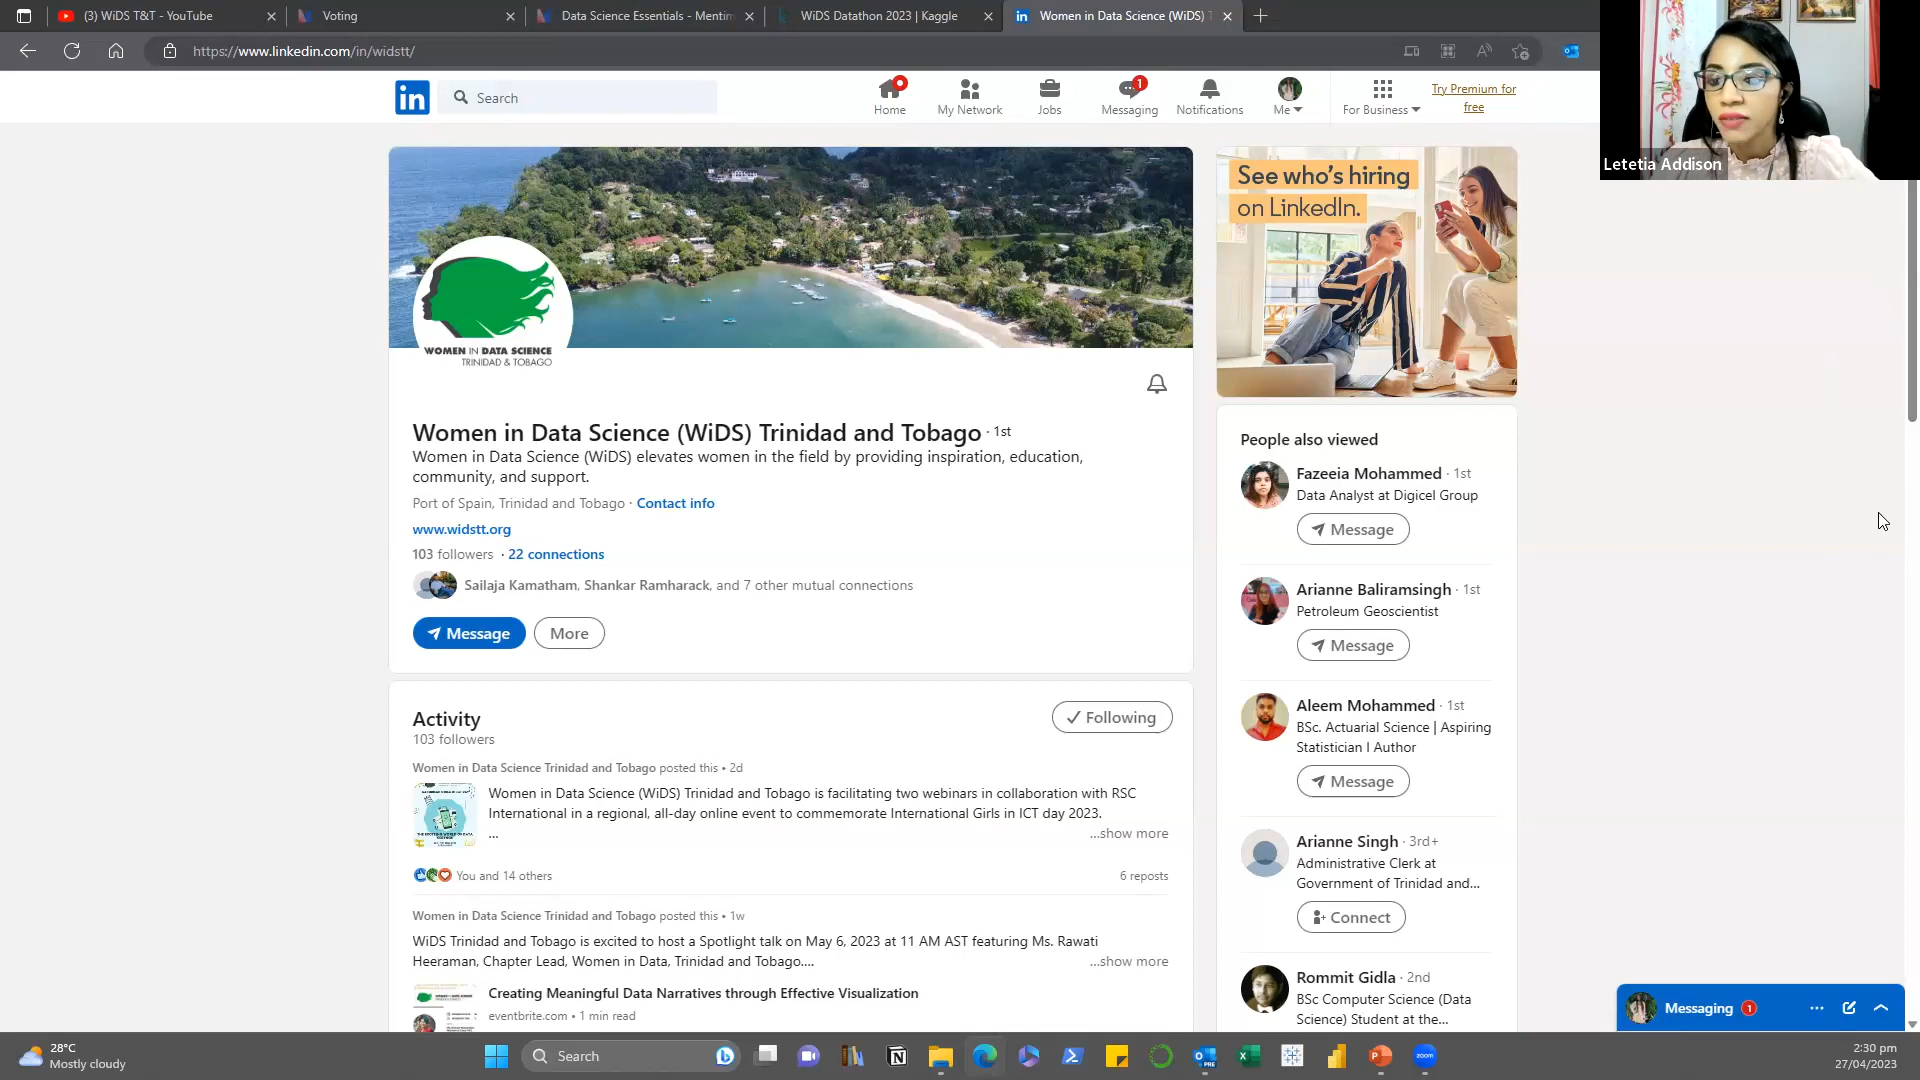 (3) WiDS T&T - YouTube
Voting
Data Science Essentials - Mentim
WiDS Datathon 2023 | Kaggle
Women in Data Science (WiDS) T
https://www.linkedin.com/in/widstt/
in
Search
Home
My Network
Jobs
1
Messaging
Notifications
Me
For Business
Try Premium for
free
Letetia Addison
WOMEN IN DATA SCIENCE
TRINIDAD & TOBAGO
See who's hiring
on LinkedIn.
Women in Data Science (WiDS) Trinidad and Tobago · 1st
Women in Data Science (WiDS) elevates women in the field by providing inspiration, education,
community, and support.
Port of Spain, Trinidad and Tobago · Contact info
www.widstt.org
103 followers · 22 connections
Sailaja Kamatham, Shankar Ramharack, and 7 other mutual connections
Message
More
Activity
103 followers
Following
Women in Data Science Trinidad and Tobago posted this • 2d
Women in Data Science (WiDS) Trinidad and Tobago is facilitating two webinars in collaboration with RSC
International in a regional, all-day online event to commemorate International Girls in ICT day 2023.
...
...show more
You and 14 others
6 reposts
Women in Data Science Trinidad and Tobago posted this • 1w
WiDS Trinidad and Tobago is excited to host a Spotlight talk on May 6, 2023 at 11 AM AST featuring Ms. Rawati
Heeraman, Chapter Lead, Women in Data, Trinidad and Tobago....
...show more
Creating Meaningful Data Narratives through Effective Visualization
eventbrite.com • 1 min read
People also viewed
Fazeeia Mohammed · 1st
Data Analyst at Digicel Group
Message
Arianne Baliramsingh · 1st
Petroleum Geoscientist
Message
Aleem Mohammed · 1st
BSc. Actuarial Science | Aspiring
Statistician I Author
Message
Arianne Singh · 3rd+
Administrative Clerk at
Government of Trinidad and...
Connect
Rommit Gidla · 2nd
BSc Computer Science (Data
Science) Student at the...
Messaging 1
28°C
Mostly cloudy
Search
zoom
2:30 pm
27/04/2023